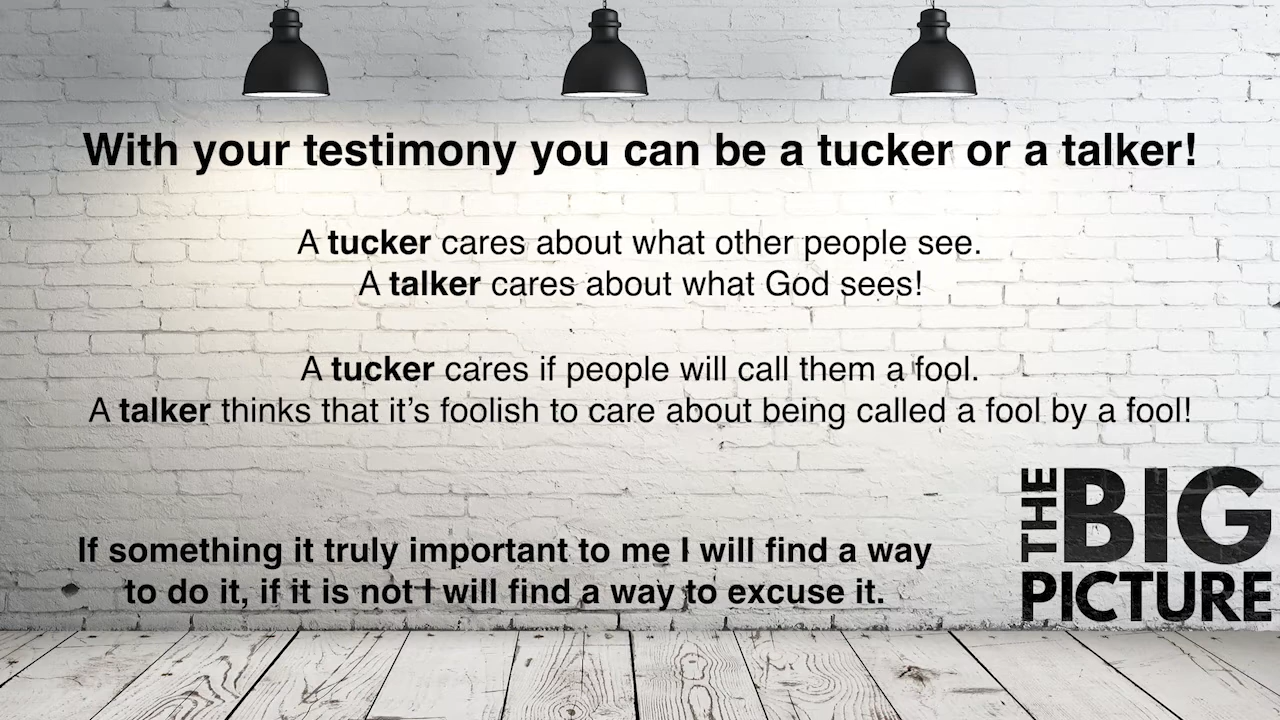 With your testimony you can be a tucker or a talker!
A tucker cares about what other people see.
A talker cares about what God sees!
A tucker cares if people will call them a fool.
A talker thinks that it’s foolish to care about being called a fool by a fool!
If something it truly important to me I will find a way
to do it, if it is not I will find a way to excuse it.
THE BIG
PICTURE